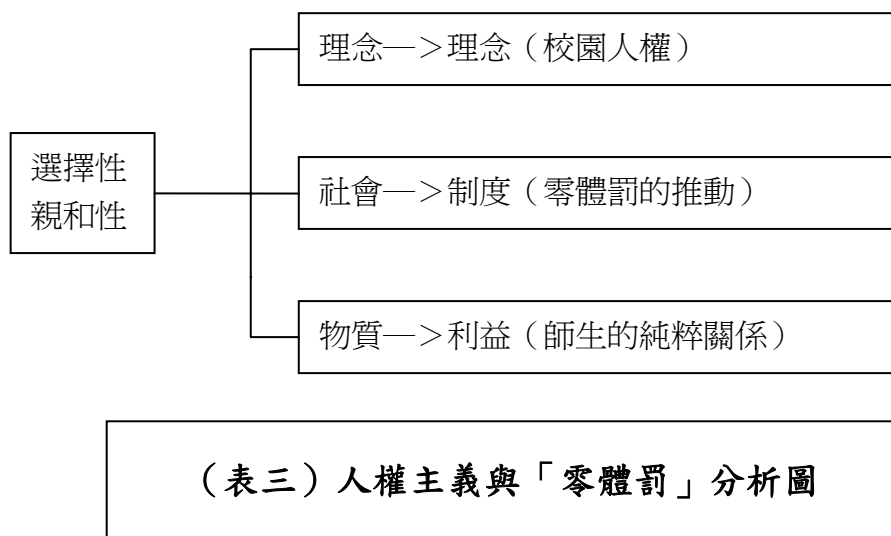 理念—>理念（校園人權）
選擇性
親和性
社會—>制度（零體罰的推動）
物質—>利益（師生的純粹關係）
（表三）人權主義與「零體罰」分析圖